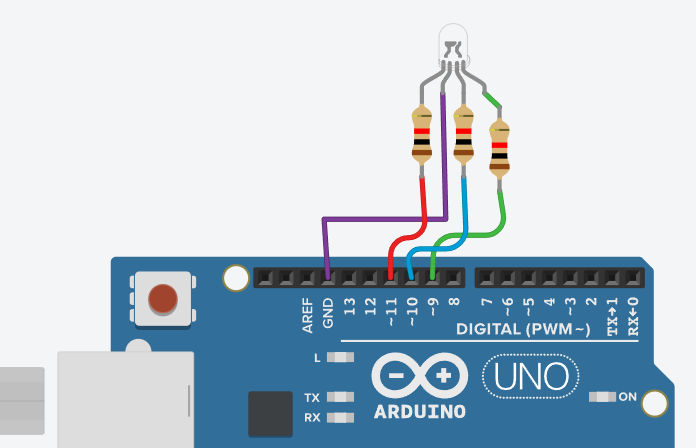 AREF
GND
13
12
~11
~10
~9
8
7
~6
~5
4
~3
2
TX→1
RX←0
DIGITAL (PWM~)
L
TX
RX
UNO
ARDUINO
ON